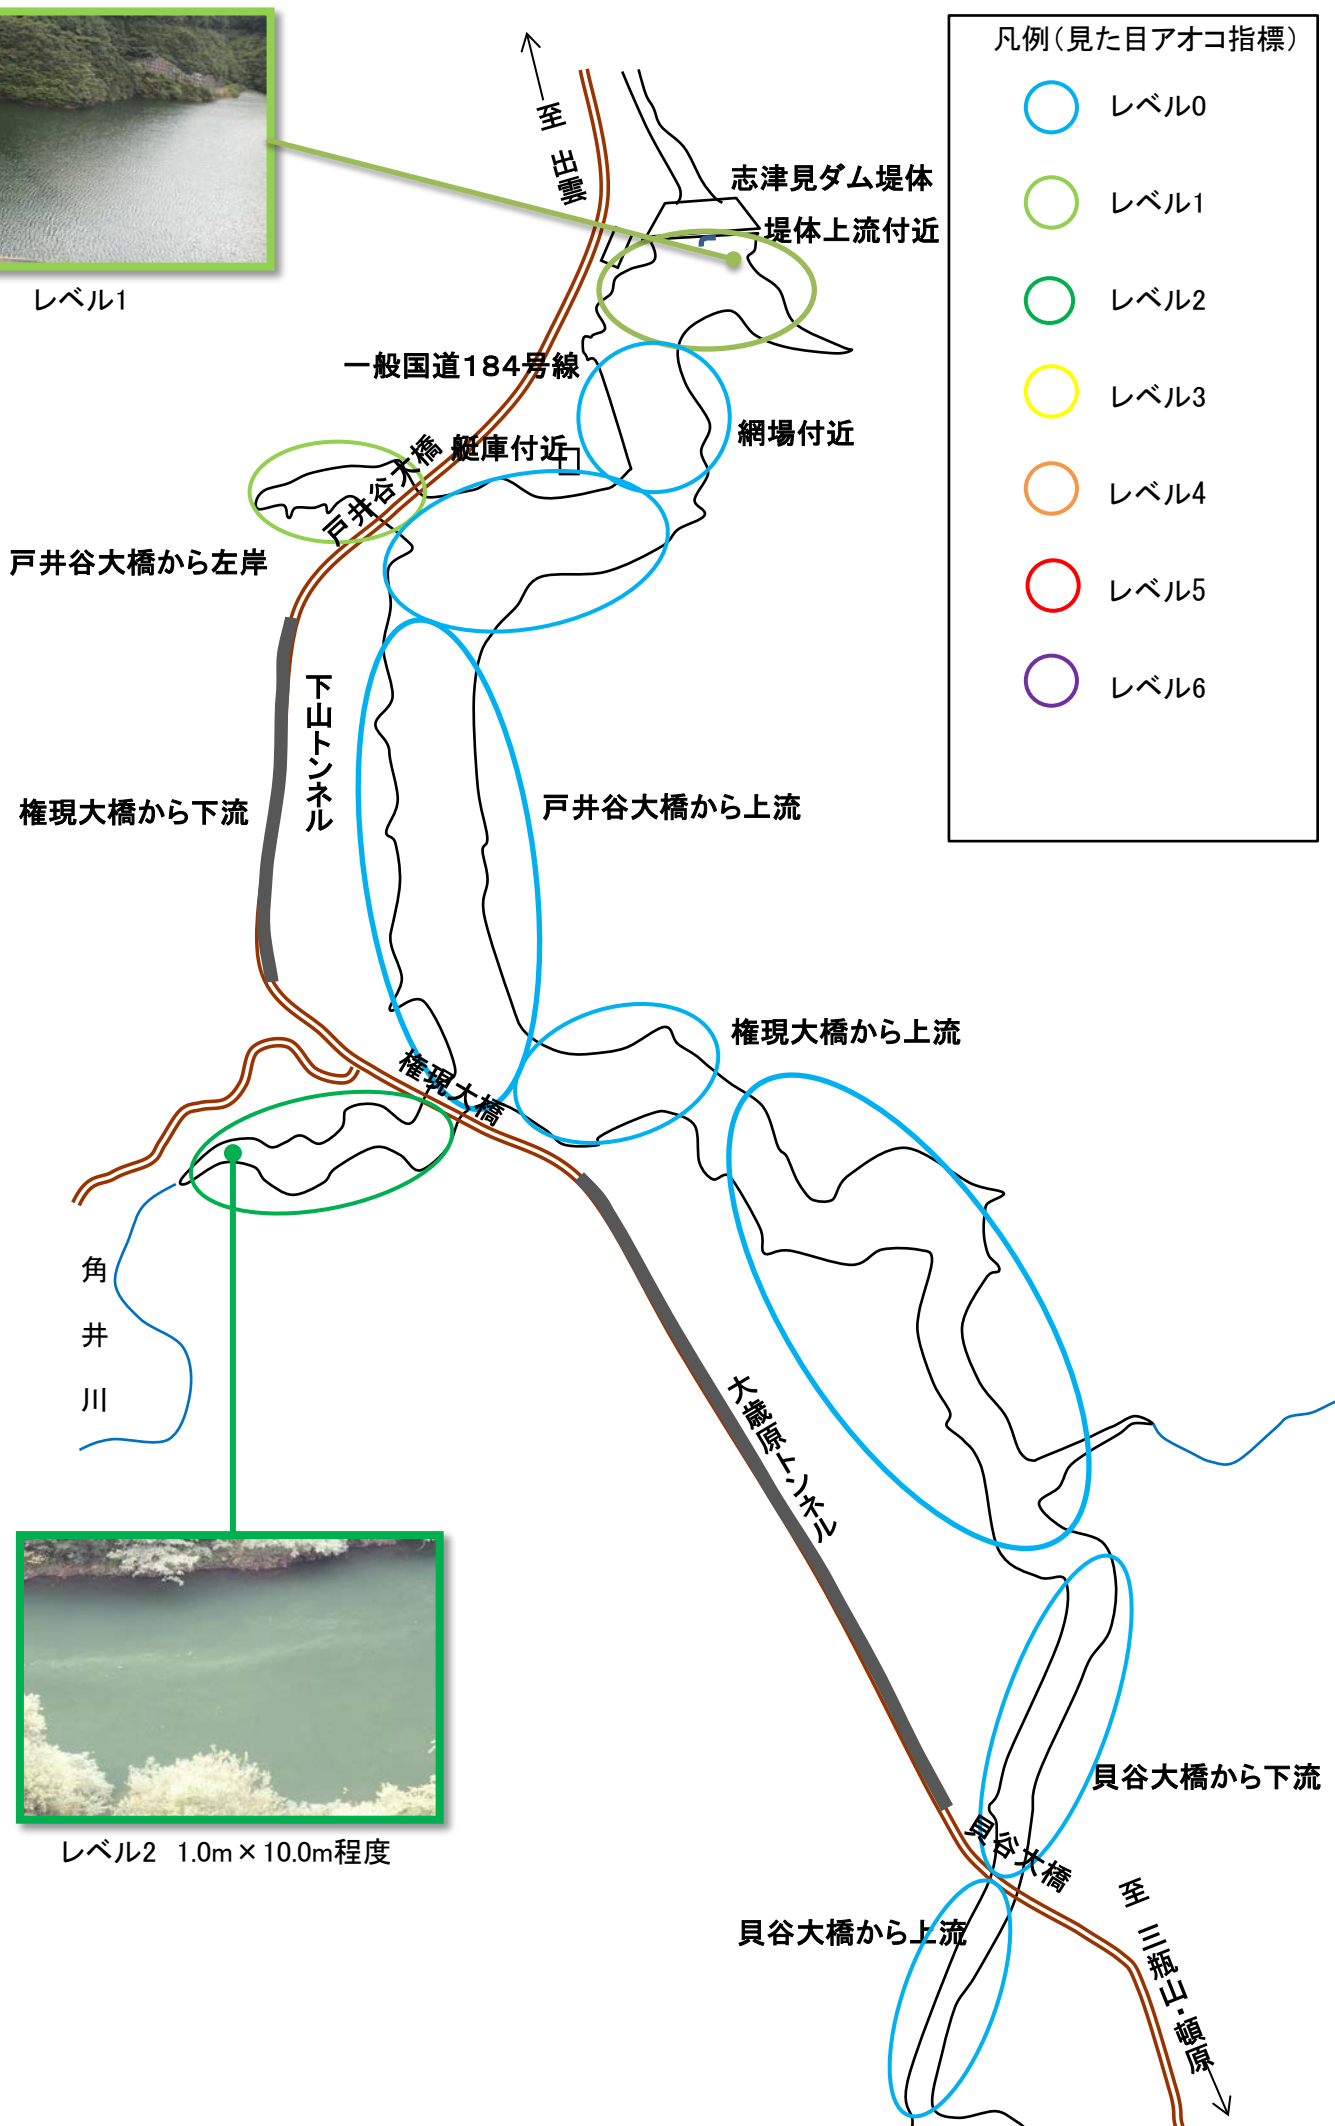 凡例（見た目アオコ指標）
レベル0
レベル1
レベル2
レベル3
レベル4
レベル5
レベル6
至 出雲
志津見ダム堤体
堤体上流付近
レベル1
一般国道184号線
網場付近
艇庫付近
戸井谷大橋
戸井谷大橋から左岸
下山トンネル
権現大橋から下流
戸井谷大橋から上流
権現大橋から上流
権現大橋
角井川
大歳原トンネル
レベル2 1.0m×10.0m程度
貝谷大橋から下流
貝谷大橋
貝谷大橋から上流
至 三瓶山・頓原